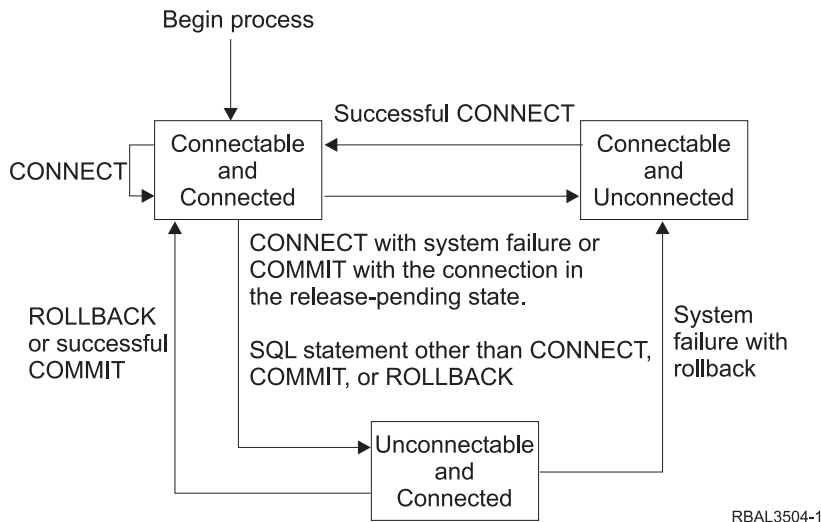 Begin process
Successful CONNECT
Connectable
and
Connected
Connectable
and
Unconnected
CONNECT
CONNECT with system failure or
COMMIT with the connection in
the release-pending state.
ROLLBACK
or successful
COMMIT
System
failure with
rollback
SQL statement other than CONNECT,
COMMIT, or ROLLBACK
Unconnectable
and
Connected
RBAL3504-1